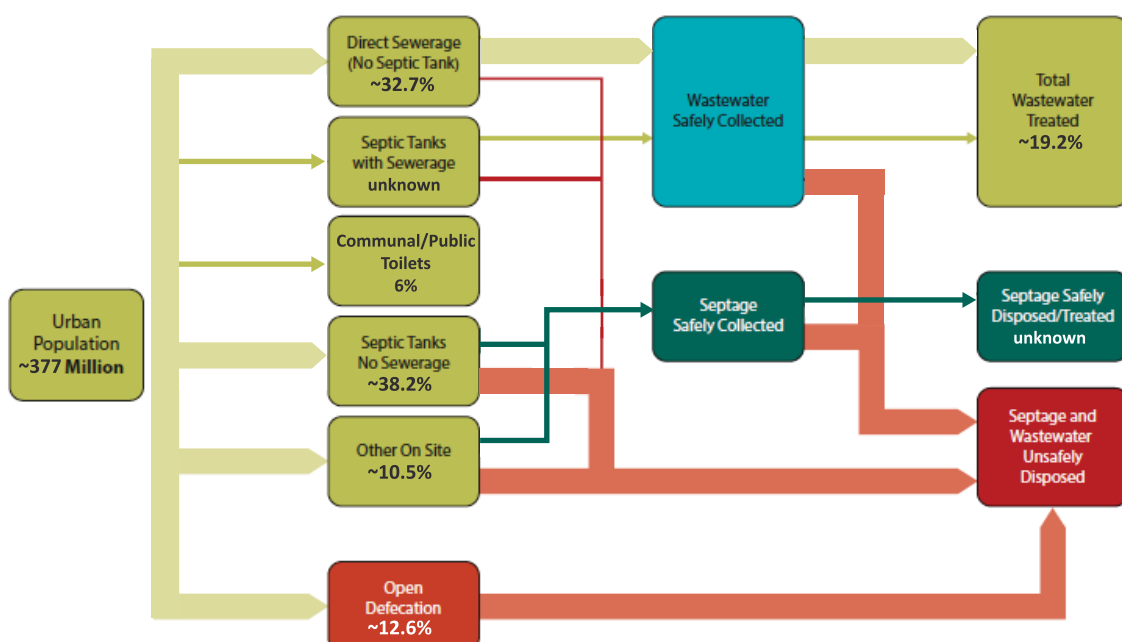 Urban
Population
~377 Million
Direct Sewerage
(No Septic Tank)
~32.7%
Septic Tanks
with Sewerage
unknown
Communal/Public
Toilets
6%
Septic Tanks
No Sewerage
~38.2%
Other On Site
~10.5%
Open
Defecation
~12.6%
Wastewater
Safely Collected
Septage
Safely Collected
Total
Wastewater
Treated
~19.2%
Septage Safely
Disposed/Treated
unknown
Septage and
Wastewater
Unsafely
Disposed